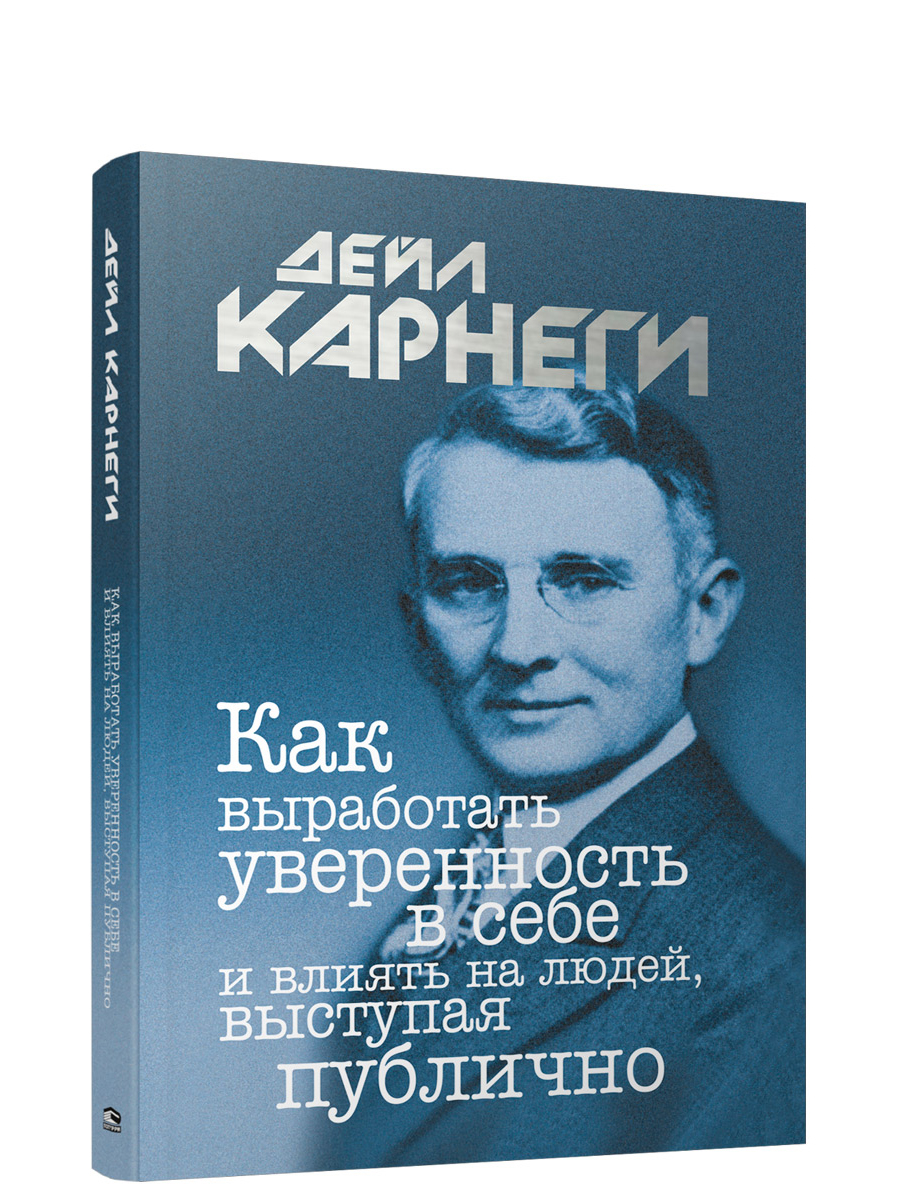 ДЕЙЛ
КАРНЕГИ
Как
выработать
уверенность
в себе
и влиять на людей,
выступая
публично
ДЕЙЛ КАРНЕГИ
КАК ВЫРАБОТАТЬ УВЕРЕННОСТЬ В СЕБЕ
И ВЛИЯТЬ НА ЛЮДЕЙ, ВЫСТУПАЯ ПУБЛИЧНО